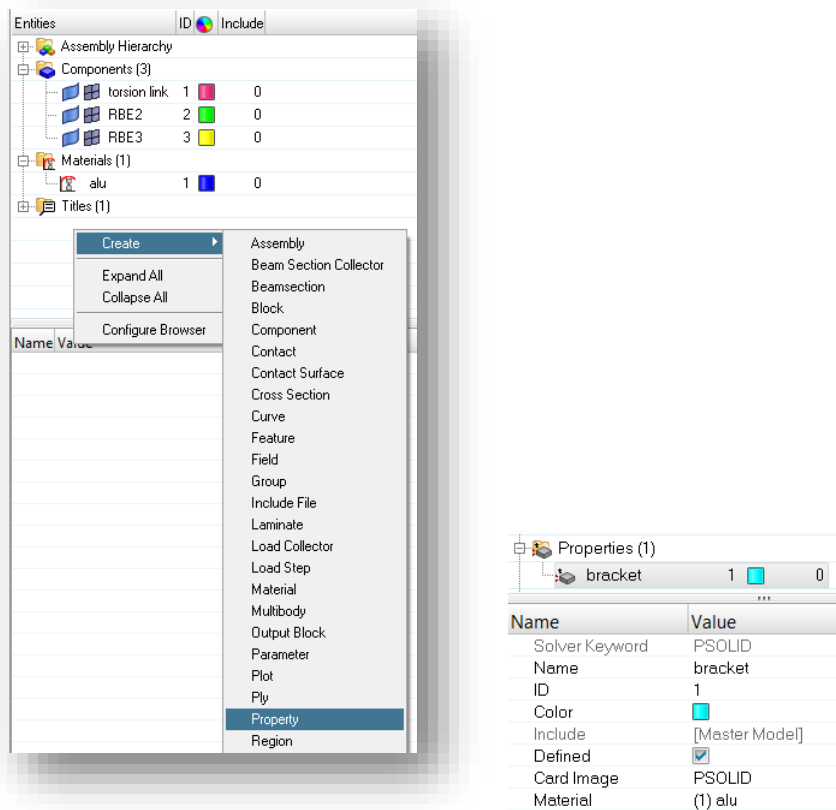 Entities ID Include
Assembly Hierarchy
Components (3)
torsion link 1 0
RBE2 2 0
RBE3 3 0
Materials (1)
alu 1 0
Titles (1)
Create
Expand All
Collapse All
Configure Browser
Name Value
Assembly
Beam Section Collector
Beamsection
Block
Component
Contact
Contact Surface
Cross Section
Curve
Feature
Field
Group
Include File
Laminate
Load Collector
Load Step
Material
Multibody
Output Block
Parameter
Plot
Ply
Property
Region
Properties (1)
bracket 1 0
Name Value
Solver Keyword PSOLID
Name bracket
ID 1
Color
Include [Master Model]
Defined
Card Image PSOLID
Material (1) alu